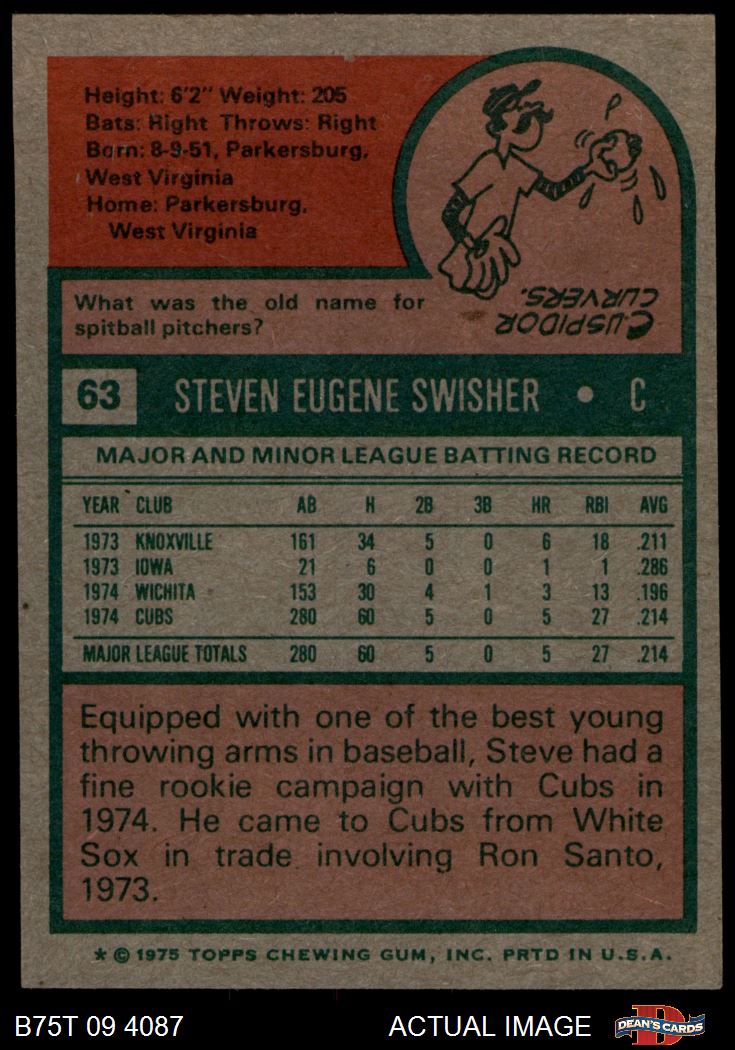 Height: 6'2" Weight: 205
Bats: Right Throws: Right
Born: 8-9-51, Parkersburg,
West Virginia
Home: Parkersburg,
West Virginia
What was the old name for
spitball pitchers?
CUSPIDOR
CURVERS.
63 STEVEN EUGENE SWISHER • C
MAJOR AND MINOR LEAGUE BATTING RECORD
YEAR CLUB AB H 2B 3B HR RBI AVG
1973 KNOXVILLE 161 34 5 0 6 18 .211
1973 IOWA 21 6 0 0 1 1 .286
1974 WICHITA 153 30 4 1 3 13 .196
1974 CUBS 280 60 5 0 5 27 .214
MAJOR LEAGUE TOTALS 280 60 5 0 5 27 .214
Equipped with one of the best young
throwing arms in baseball, Steve had a
fine rookie campaign with Cubs in
1974. He came to Cubs from White
Sox in trade involving Ron Santo,
1973.
* © 1975 TOPPS CHEWING GUM, INC. PRTD IN U.S.A.
B75T 09 4087 ACTUAL IMAGE D DEAN'S CARDS